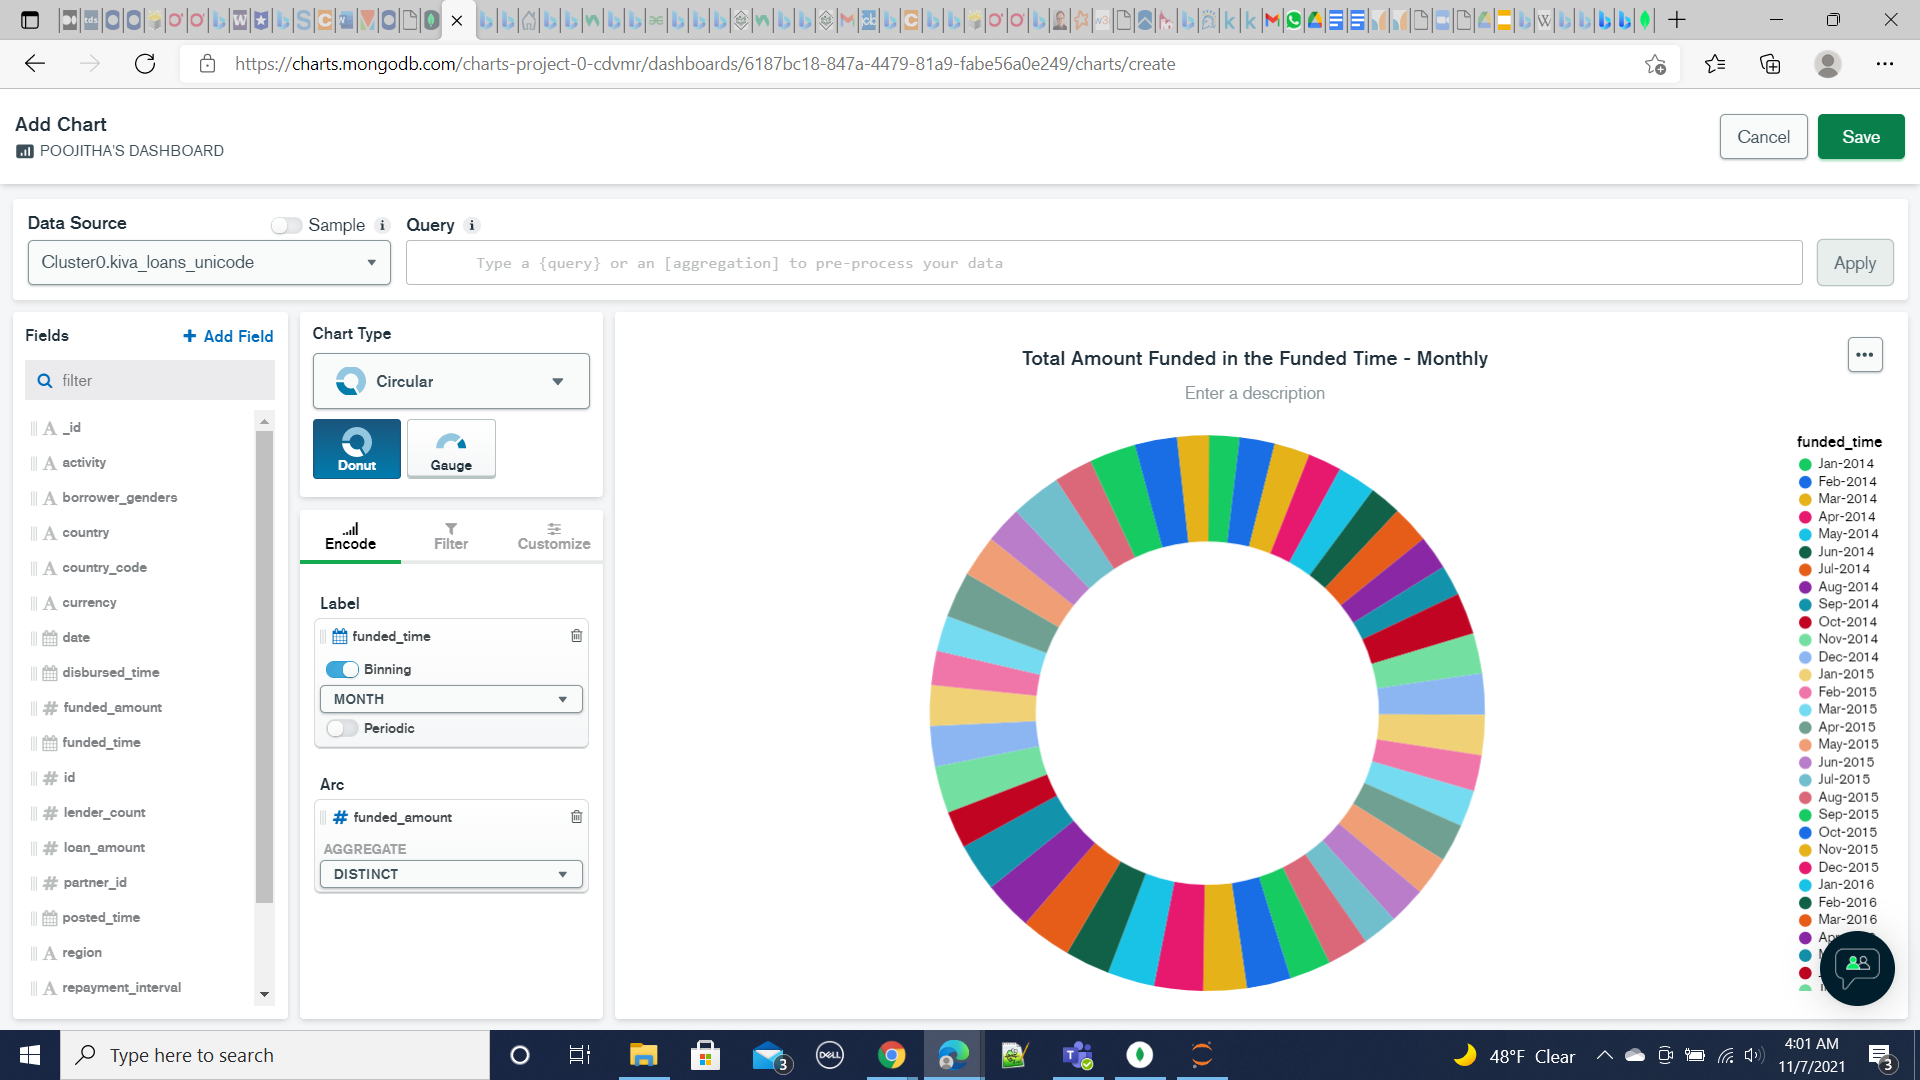 https://charts.mongodb.com/charts-project-0-cdvmr/dashboards/6187bc18-847a-4479-81a9-fabe56a0e249/charts/create
Add Chart
POOJITHA'S DASHBOARD
Cancel
Save
Data Source
Sample
Query
Cluster0.kiva_loans_unicode
Type a {query} or an [aggregation] to pre-process your data
Apply
Fields
+ Add Field
filter
_id
activity
borrower_genders
country
country_code
currency
date
disbursed_time
funded_amount
funded_time
id
lender_count
loan_amount
partner_id
posted_time
region
repayment_interval
Chart Type
Circular
Donut
Gauge
Encode
Filter
Customize
Label
funded_time
Binning
MONTH
Periodic
Arc
funded_amount
AGGREGATE
DISTINCT
Total Amount Funded in the Funded Time - Monthly
Enter a description
funded_time
Jan-2014
Feb-2014
Mar-2014
Apr-2014
May-2014
Jun-2014
Jul-2014
Aug-2014
Sep-2014
Oct-2014
Nov-2014
Dec-2014
Jan-2015
Feb-2015
Mar-2015
Apr-2015
May-2015
Jun-2015
Jul-2015
Aug-2015
Sep-2015
Oct-2015
Nov-2015
Dec-2015
Jan-2016
Feb-2016
Mar-2016
Type here to search
3
DELL
48°F Clear
4:01 AM
11/7/2021
3